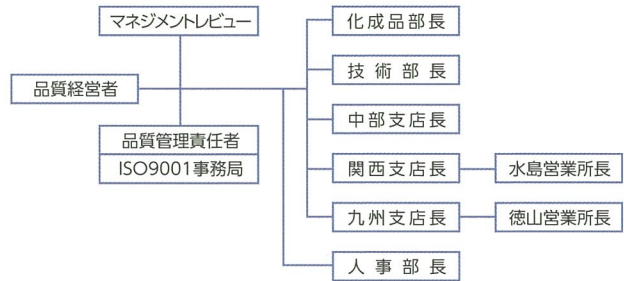 マネジメントレビュー
品質経営者
品質管理責任者
ISO9001事務局
化成品部長
技術部長
中部支店長
関西支店長
水島営業所長
九州支店長
徳山営業所長
人事部長